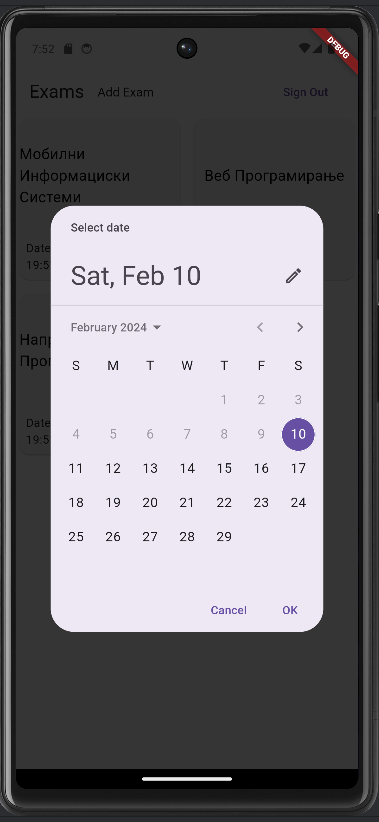 7:52
DEBUG
Exams Add Exam Sign Out
Мобилни
Информациски
Системи
Веб Програмирање
Date
19:5
Select date
Sat, Feb 10
February 2024
S M T W T F S
1 2 3
4 5 6 7 8 9 10
11 12 13 14 15 16 17
18 19 20 21 22 23 24
25 26 27 28 29
Напр
Прог
Date
19:5
Cancel OK